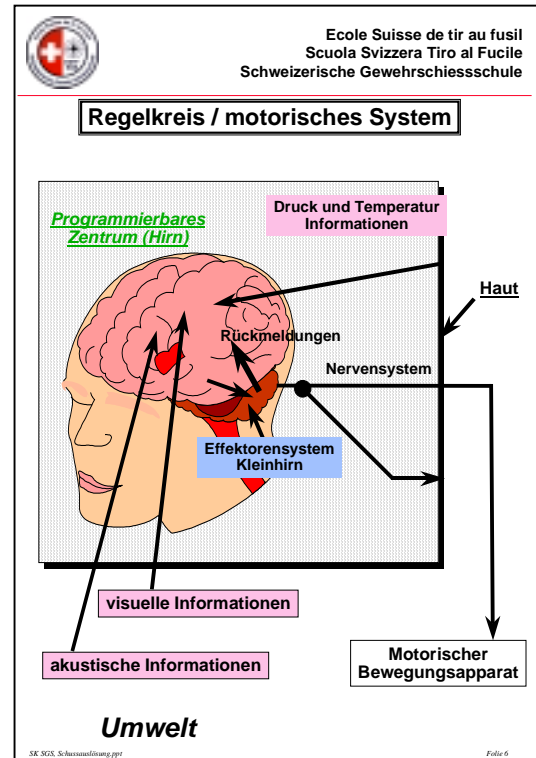 Ecole Suisse de tir au fusil
Scuola Svizzera Tiro al Fucile
Schweizerische Gewehrschiessschule
Regelkreis / motorisches System
Programmierbares
Zentrum (Hirn)
Druck und Temperatur
Informationen
Haut
Rückmeldungen
Nervensystem
Effektorensystem
Kleinhirn
visuelle Informationen
akustische Informationen
Motorischer
Bewegungsapparat
Umwelt
SK SGS, Schussauslösung.ppt
Folie 6